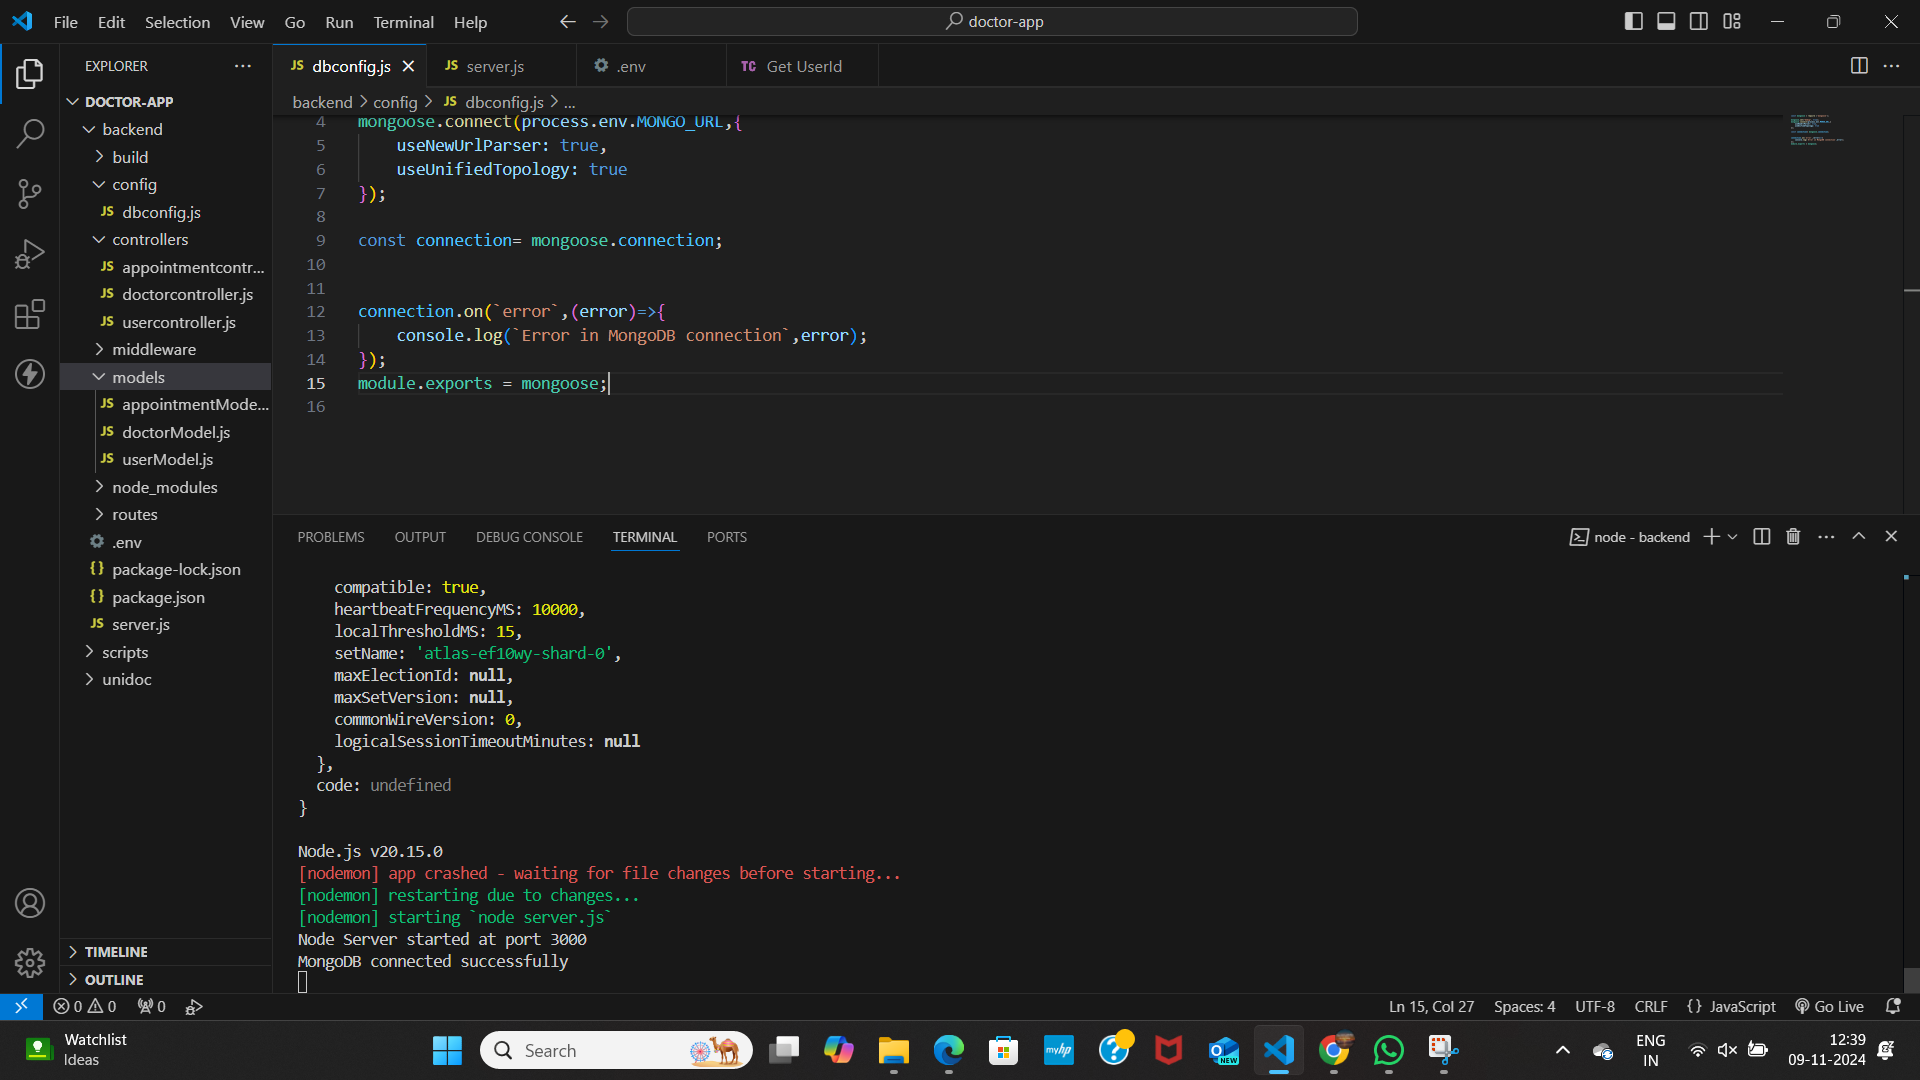 File Edit Selection View Go Run Terminal Help
doctor-app
EXPLORER
DOCTOR-APP
backend
build
config
JS dbconfig.js
controllers
JS appointmentcontr...
JS doctorcontroller.js
JS usercontroller.js
middleware
models
JS appointmentMode...
JS doctorModel.js
JS userModel.js
node_modules
routes
.env
{} package-lock.json
{} package.json
JS server.js
scripts
unidoc
TIMELINE
OUTLINE
JS dbconfig.js
JS server.js
.env
TC Get UserId
backend > config > JS dbconfig.js > ...
4 mongoose.connect(process.env.MONGO_URL,{
5 useNewUrlParser: true,
6 useUnifiedTopology: true
7 });
8
9 const connection= mongoose.connection;
10
11
12 connection.on(`error`,(error)=>{
13 console.log(`Error in MongoDB connection`,error);
14 });
15 module.exports = mongoose;
16
PROBLEMS OUTPUT DEBUG CONSOLE TERMINAL PORTS
node - backend
compatible: true,
heartbeatFrequencyMS: 10000,
localThresholdMS: 15,
setName: 'atlas-ef10wy-shard-0',
maxElectionId: null,
maxSetVersion: null,
commonWireVersion: 0,
logicalSessionTimeoutMinutes: null
},
code: undefined
}
Node.js v20.15.0
[nodemon] app crashed - waiting for file changes before starting...
[nodemon] restarting due to changes...
[nodemon] starting `node server.js`
Node Server started at port 3000
MongoDB connected successfully
0 0 0
Ln 15, Col 27 Spaces: 4 UTF-8 CRLF {} JavaScript Go Live
Watchlist
Ideas
Search
myhp
NEW
ENG
IN
12:39
09-11-2024